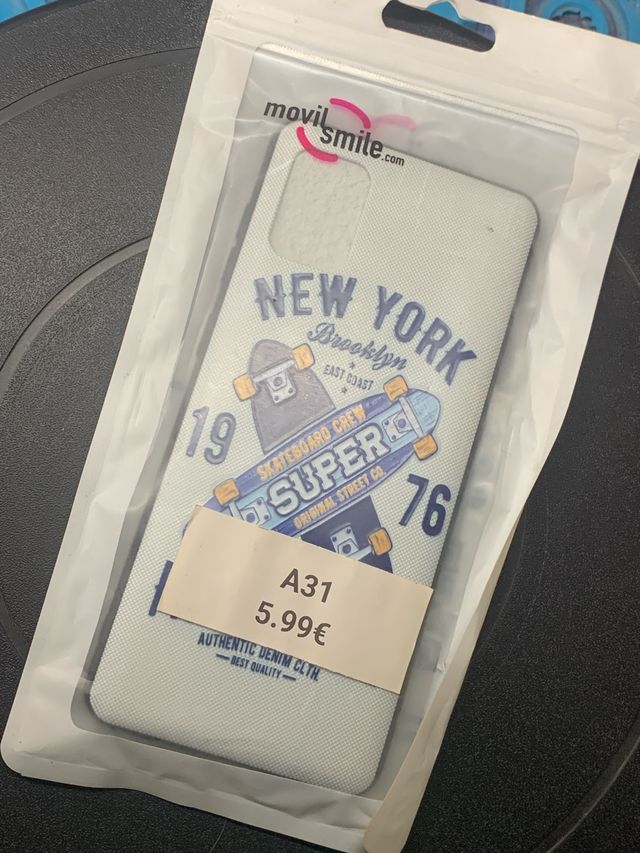 movil
smile.com
NEW YORK
Brooklyn
EAST COAST
19
SKATEBOARD CREW
SUPER
ORIGINAL STREET CO.
76
A31
5.99€
AUTHENTIC DENIM CLTH.
BEST QUALITY